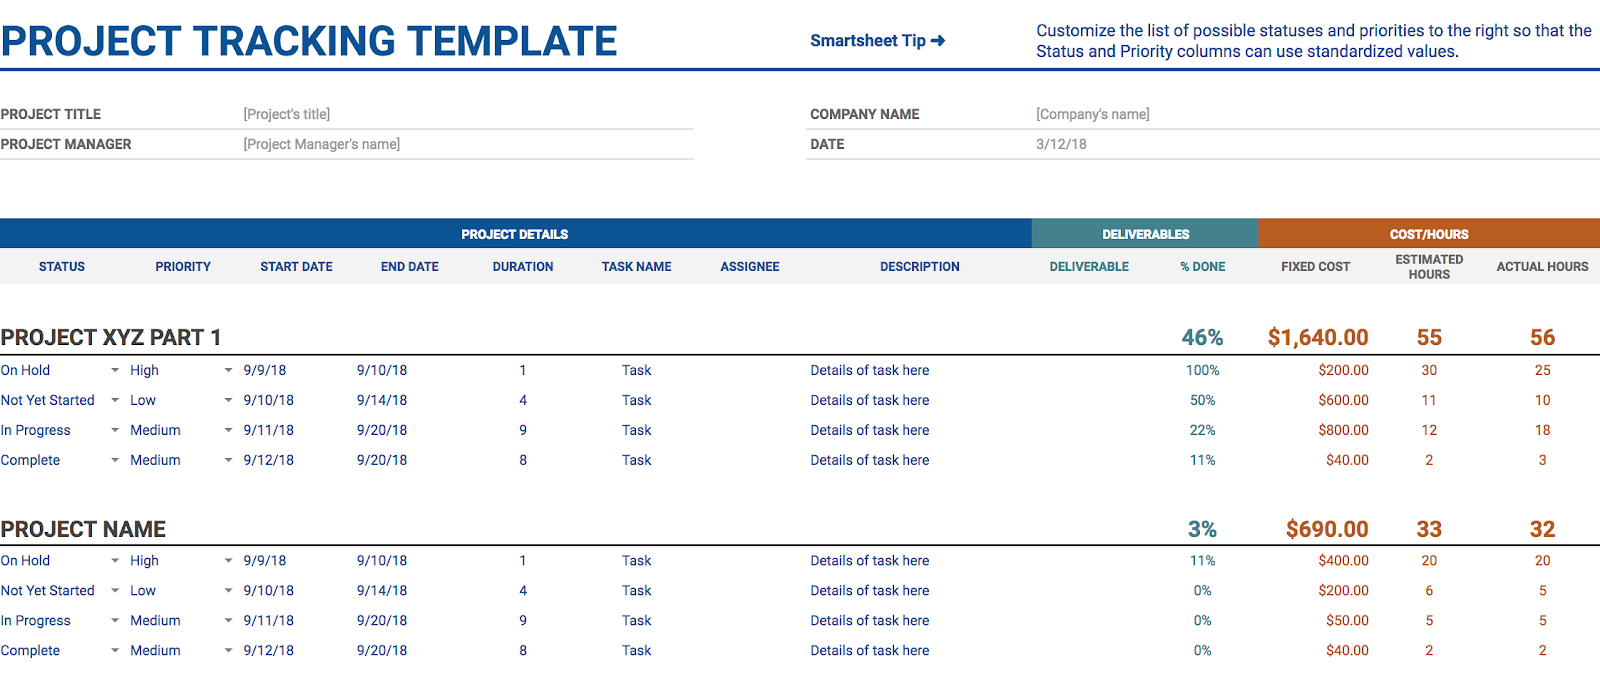 PROJECT TRACKING TEMPLATE
Smartsheet Tip ➜
Customize the list of possible statuses and priorities to the right so that the
Status and Priority columns can use standardized values.
PROJECT TITLE [Project's title] COMPANY NAME [Company's name]
PROJECT MANAGER [Project Manager's name] DATE 3/12/18
PROJECT DETAILS DELIVERABLES COST/HOURS
STATUS PRIORITY START DATE END DATE DURATION TASK NAME ASSIGNEE DESCRIPTION DELIVERABLE % DONE FIXED COST ESTIMATED HOURS ACTUAL HOURS
PROJECT XYZ PART 1 46% $1,640.00 55 56
On Hold High 9/9/18 9/10/18 1 Task Details of task here 100% $200.00 30 25
Not Yet Started Low 9/10/18 9/14/18 4 Task Details of task here 50% $600.00 11 10
In Progress Medium 9/11/18 9/20/18 9 Task Details of task here 22% $800.00 12 18
Complete Medium 9/12/18 9/20/18 8 Task Details of task here 11% $40.00 2 3
PROJECT NAME 3% $690.00 33 32
On Hold High 9/9/18 9/10/18 1 Task Details of task here 11% $400.00 20 20
Not Yet Started Low 9/10/18 9/14/18 4 Task Details of task here 0% $200.00 6 5
In Progress Medium 9/11/18 9/20/18 9 Task Details of task here 0% $50.00 5 5
Complete Medium 9/12/18 9/20/18 8 Task Details of task here 0% $40.00 2 2